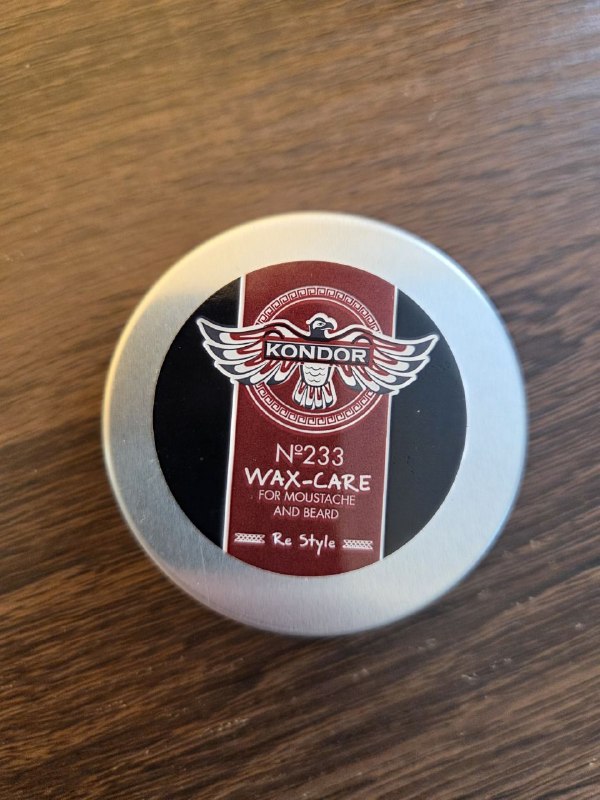 KONDOR
Nº233
WAX-CARE
FOR MOUSTACHE
AND BEARD
Re Style